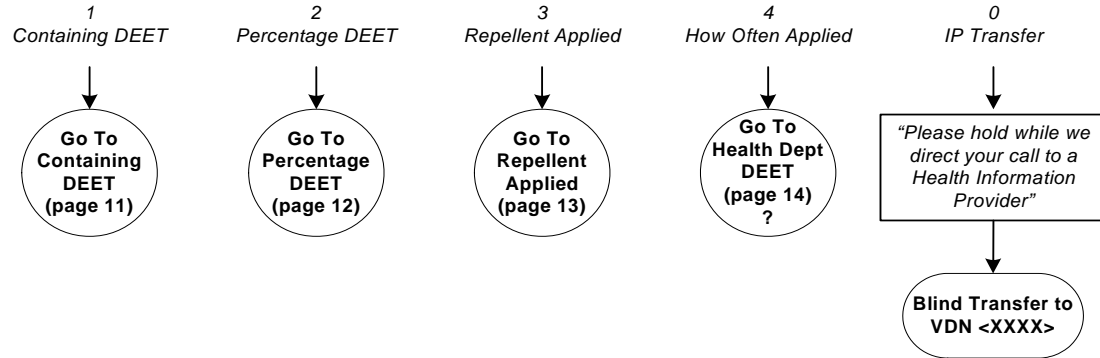 1
Containing DEET
2
Percentage DEET
3
Repellent Applied
4
How Often Applied
0
IP Transfer
Go To
Containing
DEET
(page 11)
Go To
Percentage
DEET
(page 12)
Go To
Repellent
Applied
(page 13)
Go To
Health Dept
DEET
(page 14)
?
“Please hold while we
direct your call to a
Health Information
Provider”
Blind Transfer to
VDN <XXXX>